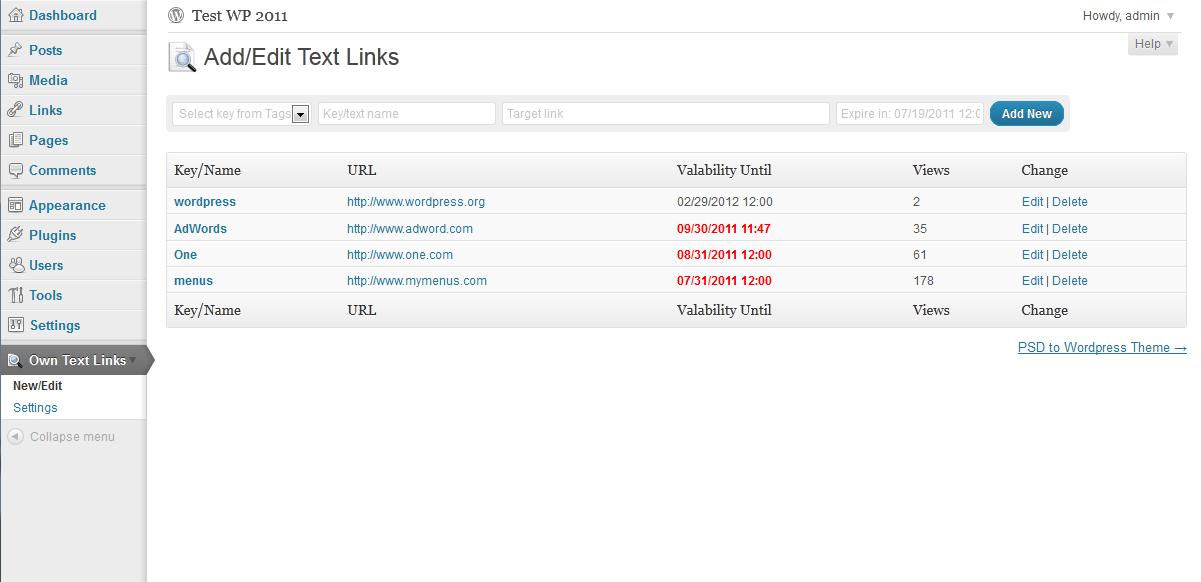 Dashboard
Posts
Media
Links
Pages
Comments
Appearance
Plugins
Users
Tools
Settings
Own Text Links
New/Edit
Settings
Collapse menu
Test WP 2011
Howdy, admin
Help
Add/Edit Text Links
Select key from Tags Key/text name Target link Expire in: 07/19/2011 12:0 Add New
Key/Name URL Valability Until Views Change
wordpress http://www.wordpress.org 02/29/2012 12:00 2 Edit | Delete
AdWords http://www.adword.com 09/30/2011 11:47 35 Edit | Delete
One http://www.one.com 08/31/2011 12:00 61 Edit | Delete
menus http://www.mymenus.com 07/31/2011 12:00 178 Edit | Delete
Key/Name URL Valability Until Views Change
PSD to Wordpress Theme →